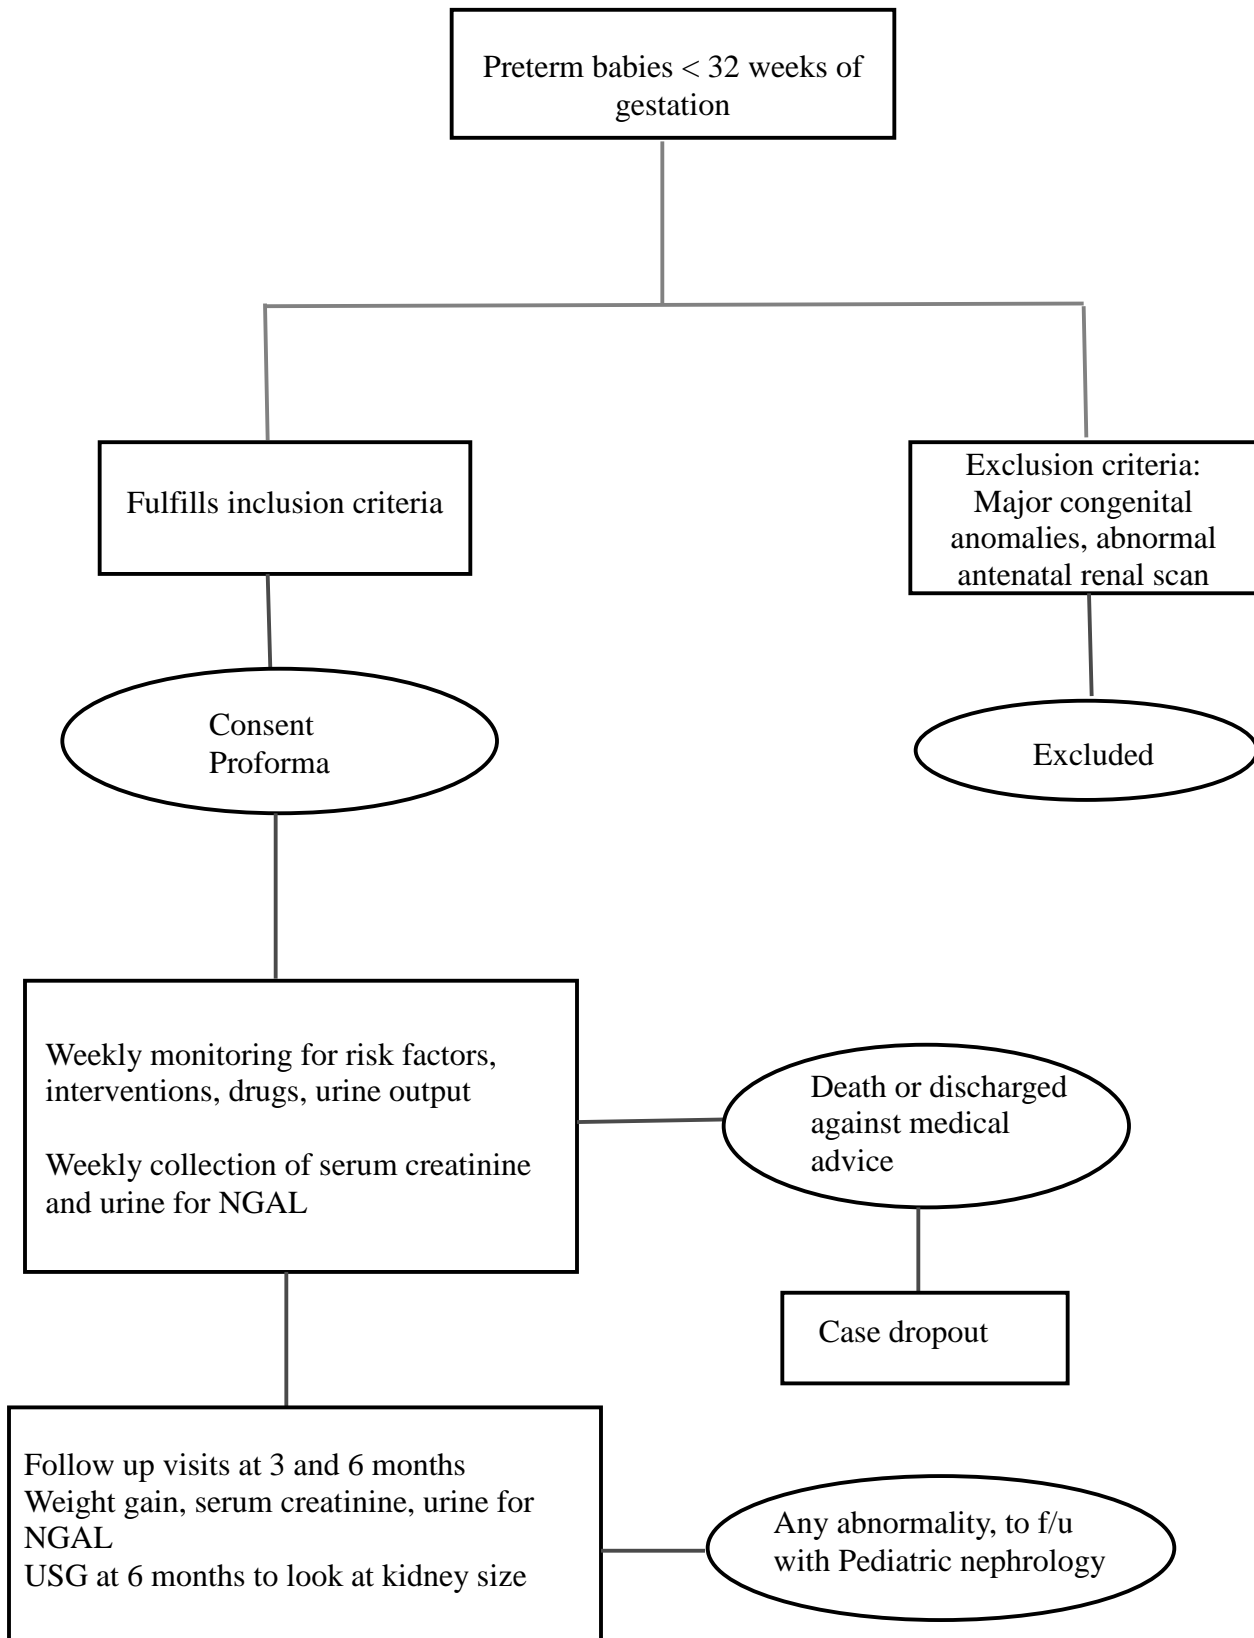 Preterm babies < 32 weeks of
gestation
Fulfills inclusion criteria
Exclusion criteria:
Major congenital
anomalies, abnormal
antenatal renal scan
Consent
Proforma
Excluded
Weekly monitoring for risk factors,
interventions, drugs, urine output
Weekly collection of serum creatinine
and urine for NGAL
Death or discharged
against medical
advice
Case dropout
Follow up visits at 3 and 6 months
Weight gain, serum creatinine, urine for
NGAL
USG at 6 months to look at kidney size
Any abnormality, to f/u
with Pediatric nephrology